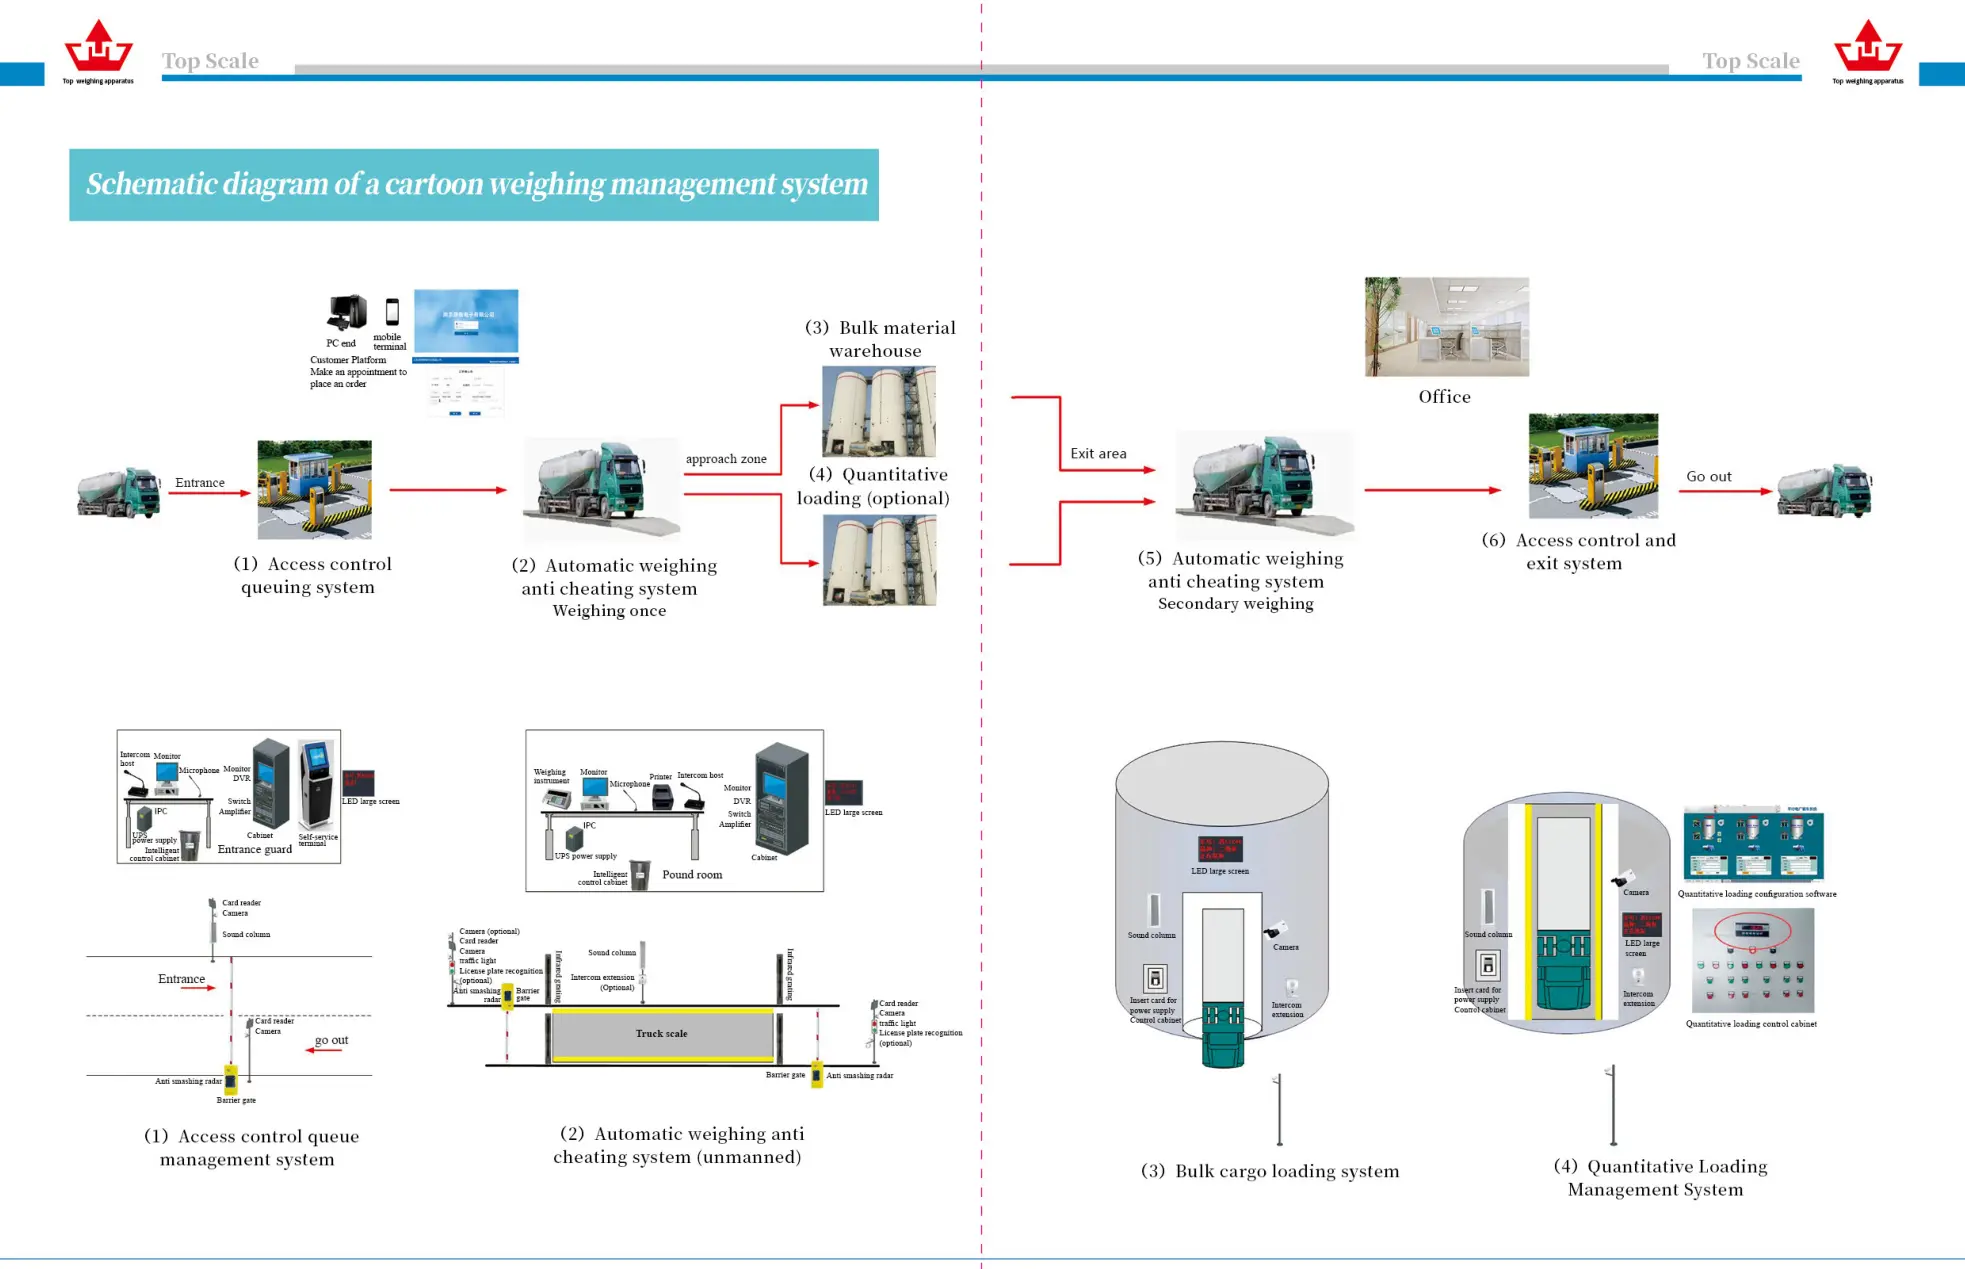 Top weighing apparatus
Top Scale
Top Scale
Top weighing apparatus
Schematic diagram of a cartoon weighing management system
PC end
mobile
terminal
Customer Platform
Make an appointment to
place an order
Entrance
(1) Access control
queuing system
(2) Automatic weighing
anti cheating system
Weighing once
approach zone
(3) Bulk material
warehouse
(4) Quantitative
loading (optional)
Exit area
(5) Automatic weighing
anti cheating system
Secondary weighing
Office
(6) Access control and
exit system
Go out
Intercom
host
Monitor
Microphone
IPC
UPS
power supply
Intelligent
control cabinet
Monitor
DVR
Switch
Amplifier
Cabinet
Entrance guard
Self-service
terminal
LED large screen
Card reader
Camera
Sound column
Entrance
Card reader
Camera
go out
Anti smashing radar
Barrier gate
(1) Access control queue
management system
Weighing
instrument
Monitor
Microphone
Printer
Intercom host
IPC
UPS power supply
Intelligent
control cabinet
Pound room
Monitor
DVR
Switch
Amplifier
Cabinet
LED large screen
Camera (optional)
Card reader
Camera
traffic light
License plate recognition
(optional)
Anti smashing
radar
Barrier
gate
Infrared grating
Sound column
Intercom extension
(Optional)
Infrared grating
Truck scale
Card reader
Camera
traffic light
License plate recognition
(optional)
Barrier gate
Anti smashing radar
(2) Automatic weighing anti
cheating system (unmanned)
LED large screen
Sound column
Camera
Insert card for
power supply
Control cabinet
Intercom
extension
(3) Bulk cargo loading system
Sound column
Camera
LED large
screen
Insert card for
power supply
Control cabinet
Intercom
extension
Quantitative loading configuration software
Quantitative loading control cabinet
(4) Quantitative Loading
Management System